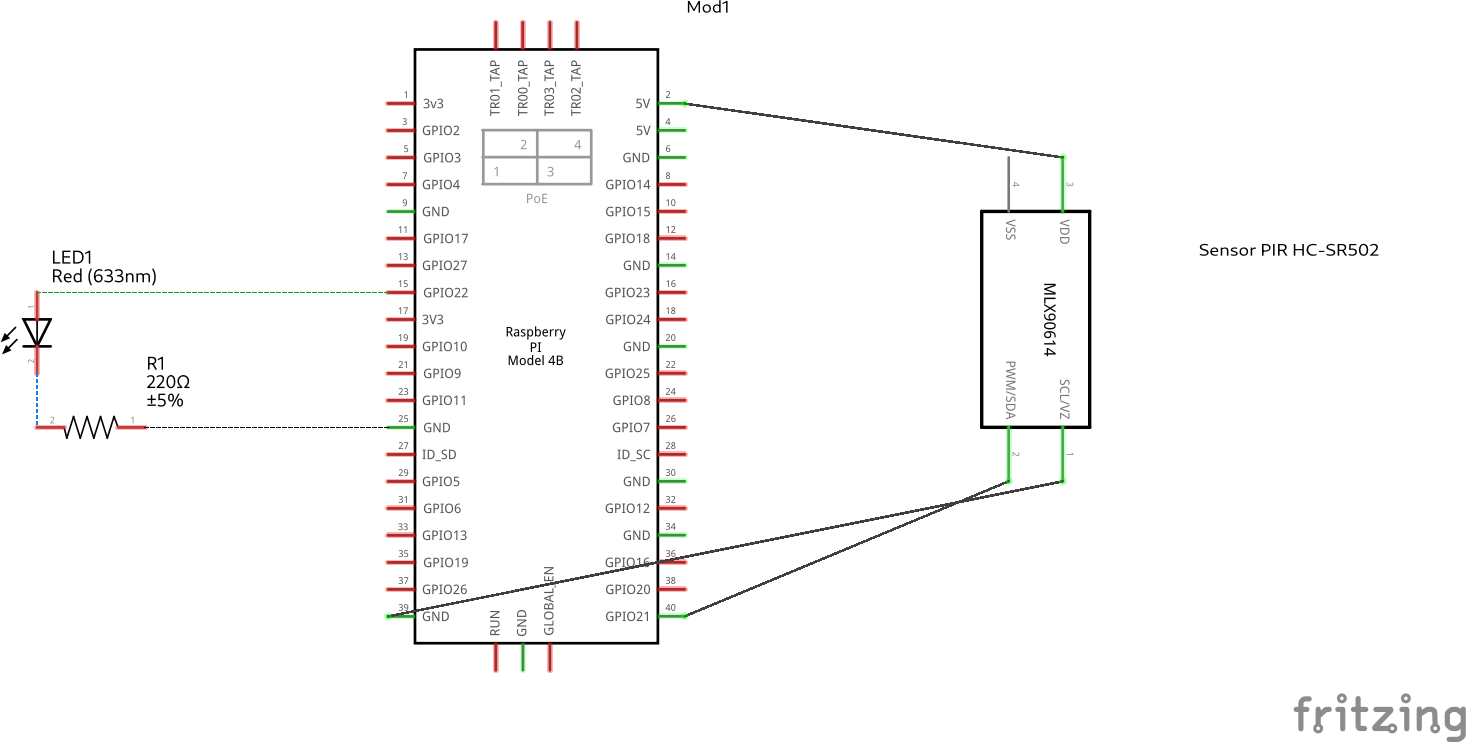 Mod1
TR01_TAP
TR00_TAP
TR03_TAP
TR02_TAP
1 3v3
3 GPIO2
5 GPIO3
7 GPIO4
9 GND
11 GPIO17
13 GPIO27
15 GPIO22
17 3V3
19 GPIO10
21 GPIO9
23 GPIO11
25 GND
27 ID_SD
29 GPIO5
31 GPIO6
33 GPIO13
35 GPIO19
37 GPIO26
39 GND
2 4
1 3
PoE
Raspberry
PI
Model 4B
5V 2
5V 4
GND 6
GPIO14 8
GPIO15 10
GPIO18 12
GND 14
GPIO23 16
GPIO24 18
GND 20
GPIO25 22
GPIO8 24
GPIO7 26
ID_SC 28
GND 30
GPIO12 32
GND 34
GPIO16 36
GPIO20 38
GPIO21 40
RUN
GND
GLOBAL_EN
LED1
Red (633nm)
1
2
R1
220Ω
±5%
2 1
4 3
VSS VDD
MLX90614
PWM/SDA SCL/VZ
2 1
Sensor PIR HC-SR502
fritzing